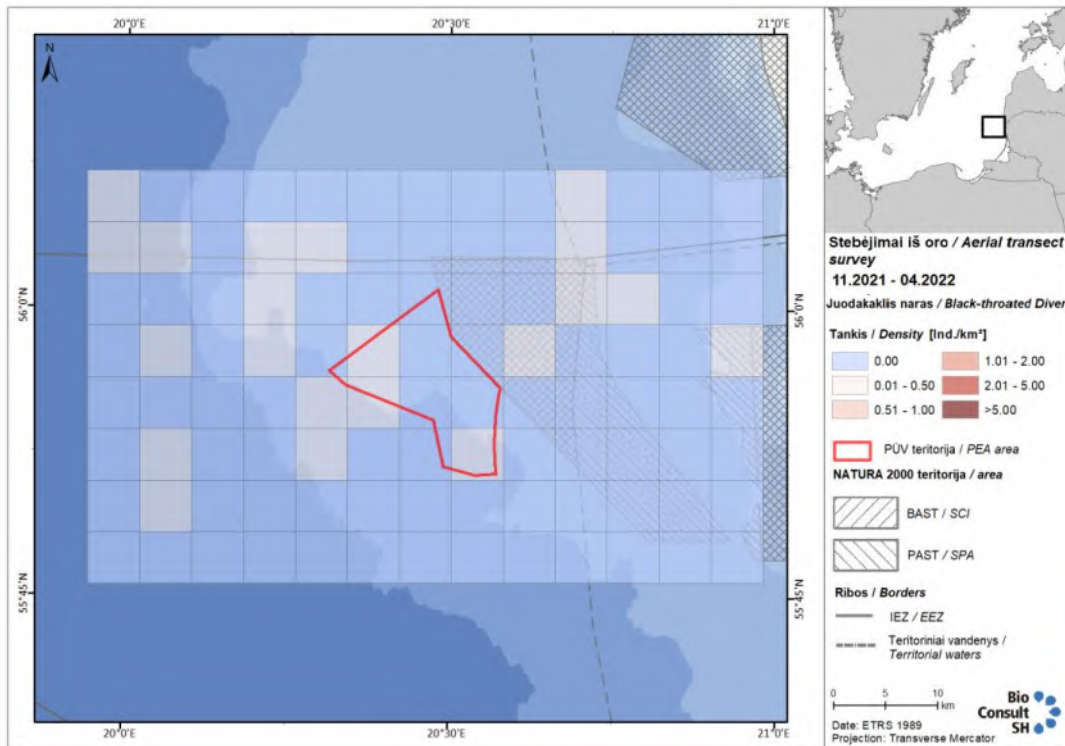 20°0'E 20°30'E 21°0'E
N
56°0'N
56°0'N
55°45'N
55°45'N
20°0'E 20°30'E 21°0'E
Stebėjimai iš oro / Aerial transect
survey
11.2021 - 04.2022
Juodakaklis naras / Black-throated Diver
Tankis / Density [Ind./km²]
0.00 1.01 - 2.00
0.01 - 0.50 2.01 - 5.00
0.51 - 1.00 >5.00
PŪV teritorija / PEA area
NATURA 2000 teritorija / area
BAST / SCI
PAST / SPA
Ribos / Borders
IEZ / EEZ
Teritoriniai vandenys /
Territorial waters
0 5 10
km
Date: ETRS 1989
Projection: Transverse Mercator
Bio
Consult
SH